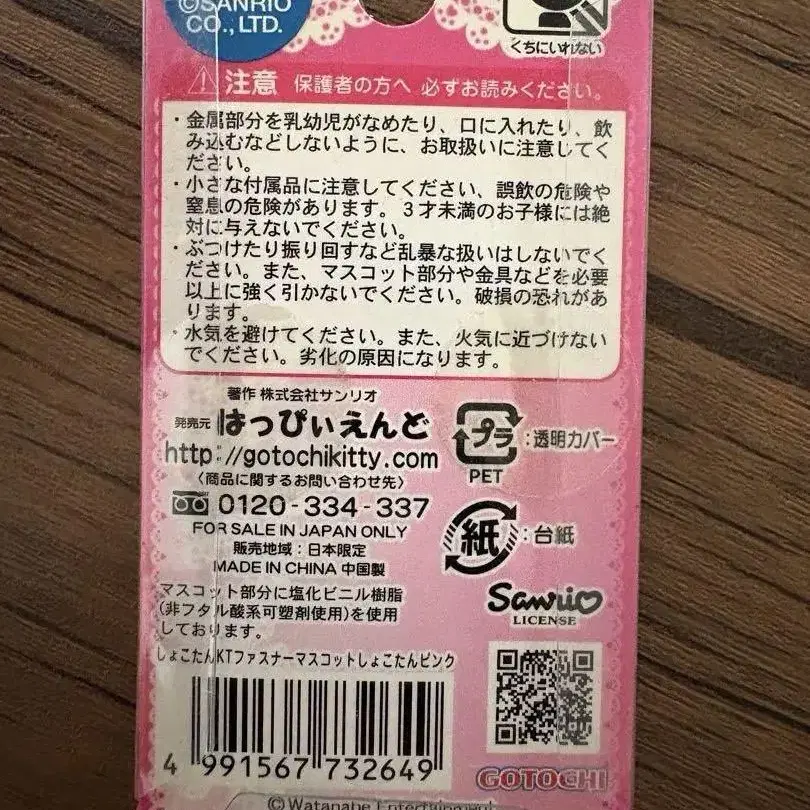 ©SANRIO
CO., LTD.
くちにいれない
注意 保護者の方へ 必ずお読みください。
・金属部分を乳幼児がなめたり、口に入れたり、飲
み込むなどしないように、お取扱いに注意してく
ださい。
・小さな付属品に注意してください、誤飲の危険や
窒息の危険があります。3才未満のお子様には絶
対に与えないでください。
・ぶつけたり振り回すなど乱暴な扱いはしないでく
ださい。また、マスコット部分や金具などを必要
以上に強く引かないでください。破損の恐れがあ
ります。
・水気を避けてください。また、火気に近づけない
でください。劣化の原因になります。
著作 株式会社サンリオ
発売元 はっぴぃえんど
http://gotochikitty.com
〈商品に関するお問い合わせ先〉
0120-334-337
FOR SALE IN JAPAN ONLY
販売地域：日本限定
MADE IN CHINA 中国製
プラ：透明カバー
PET
紙：台紙
マスコット部分に塩化ビニル樹脂
(非フタル酸系可塑剤使用)を使用
しております。
Sanrio
LICENSE
しょこたんKTファスナーマスコットしょこたんピンク
4 991567 732649
GOTOCHI
©Watanabe Entertainment